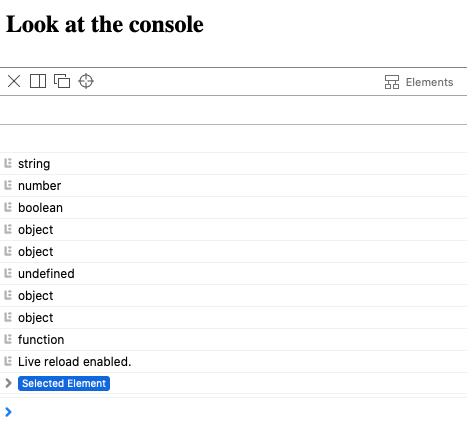 Look at the console
Elements
string
number
boolean
object
object
undefined
object
object
function
Live reload enabled.
Selected Element